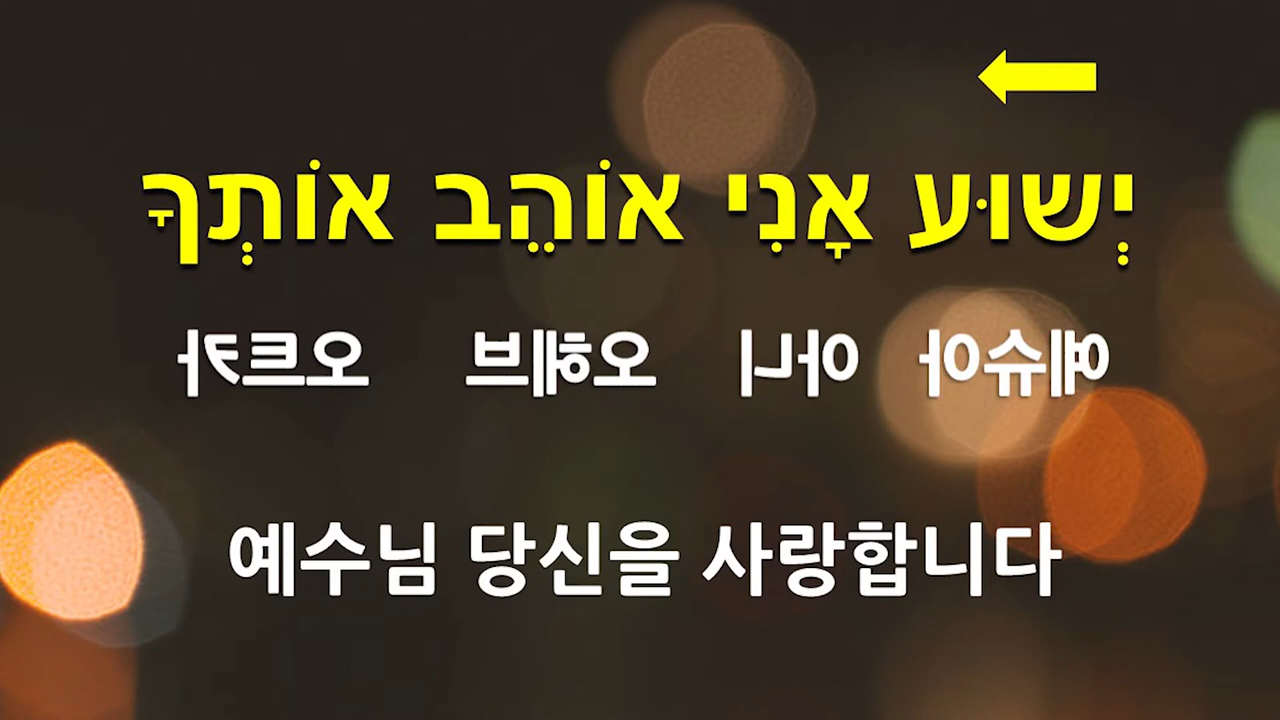 יְשוּע אָנִי אוֹהֵב אוֹתְךָ
예슈아 아니 오헤브 오트카
예수님 당신을 사랑합니다